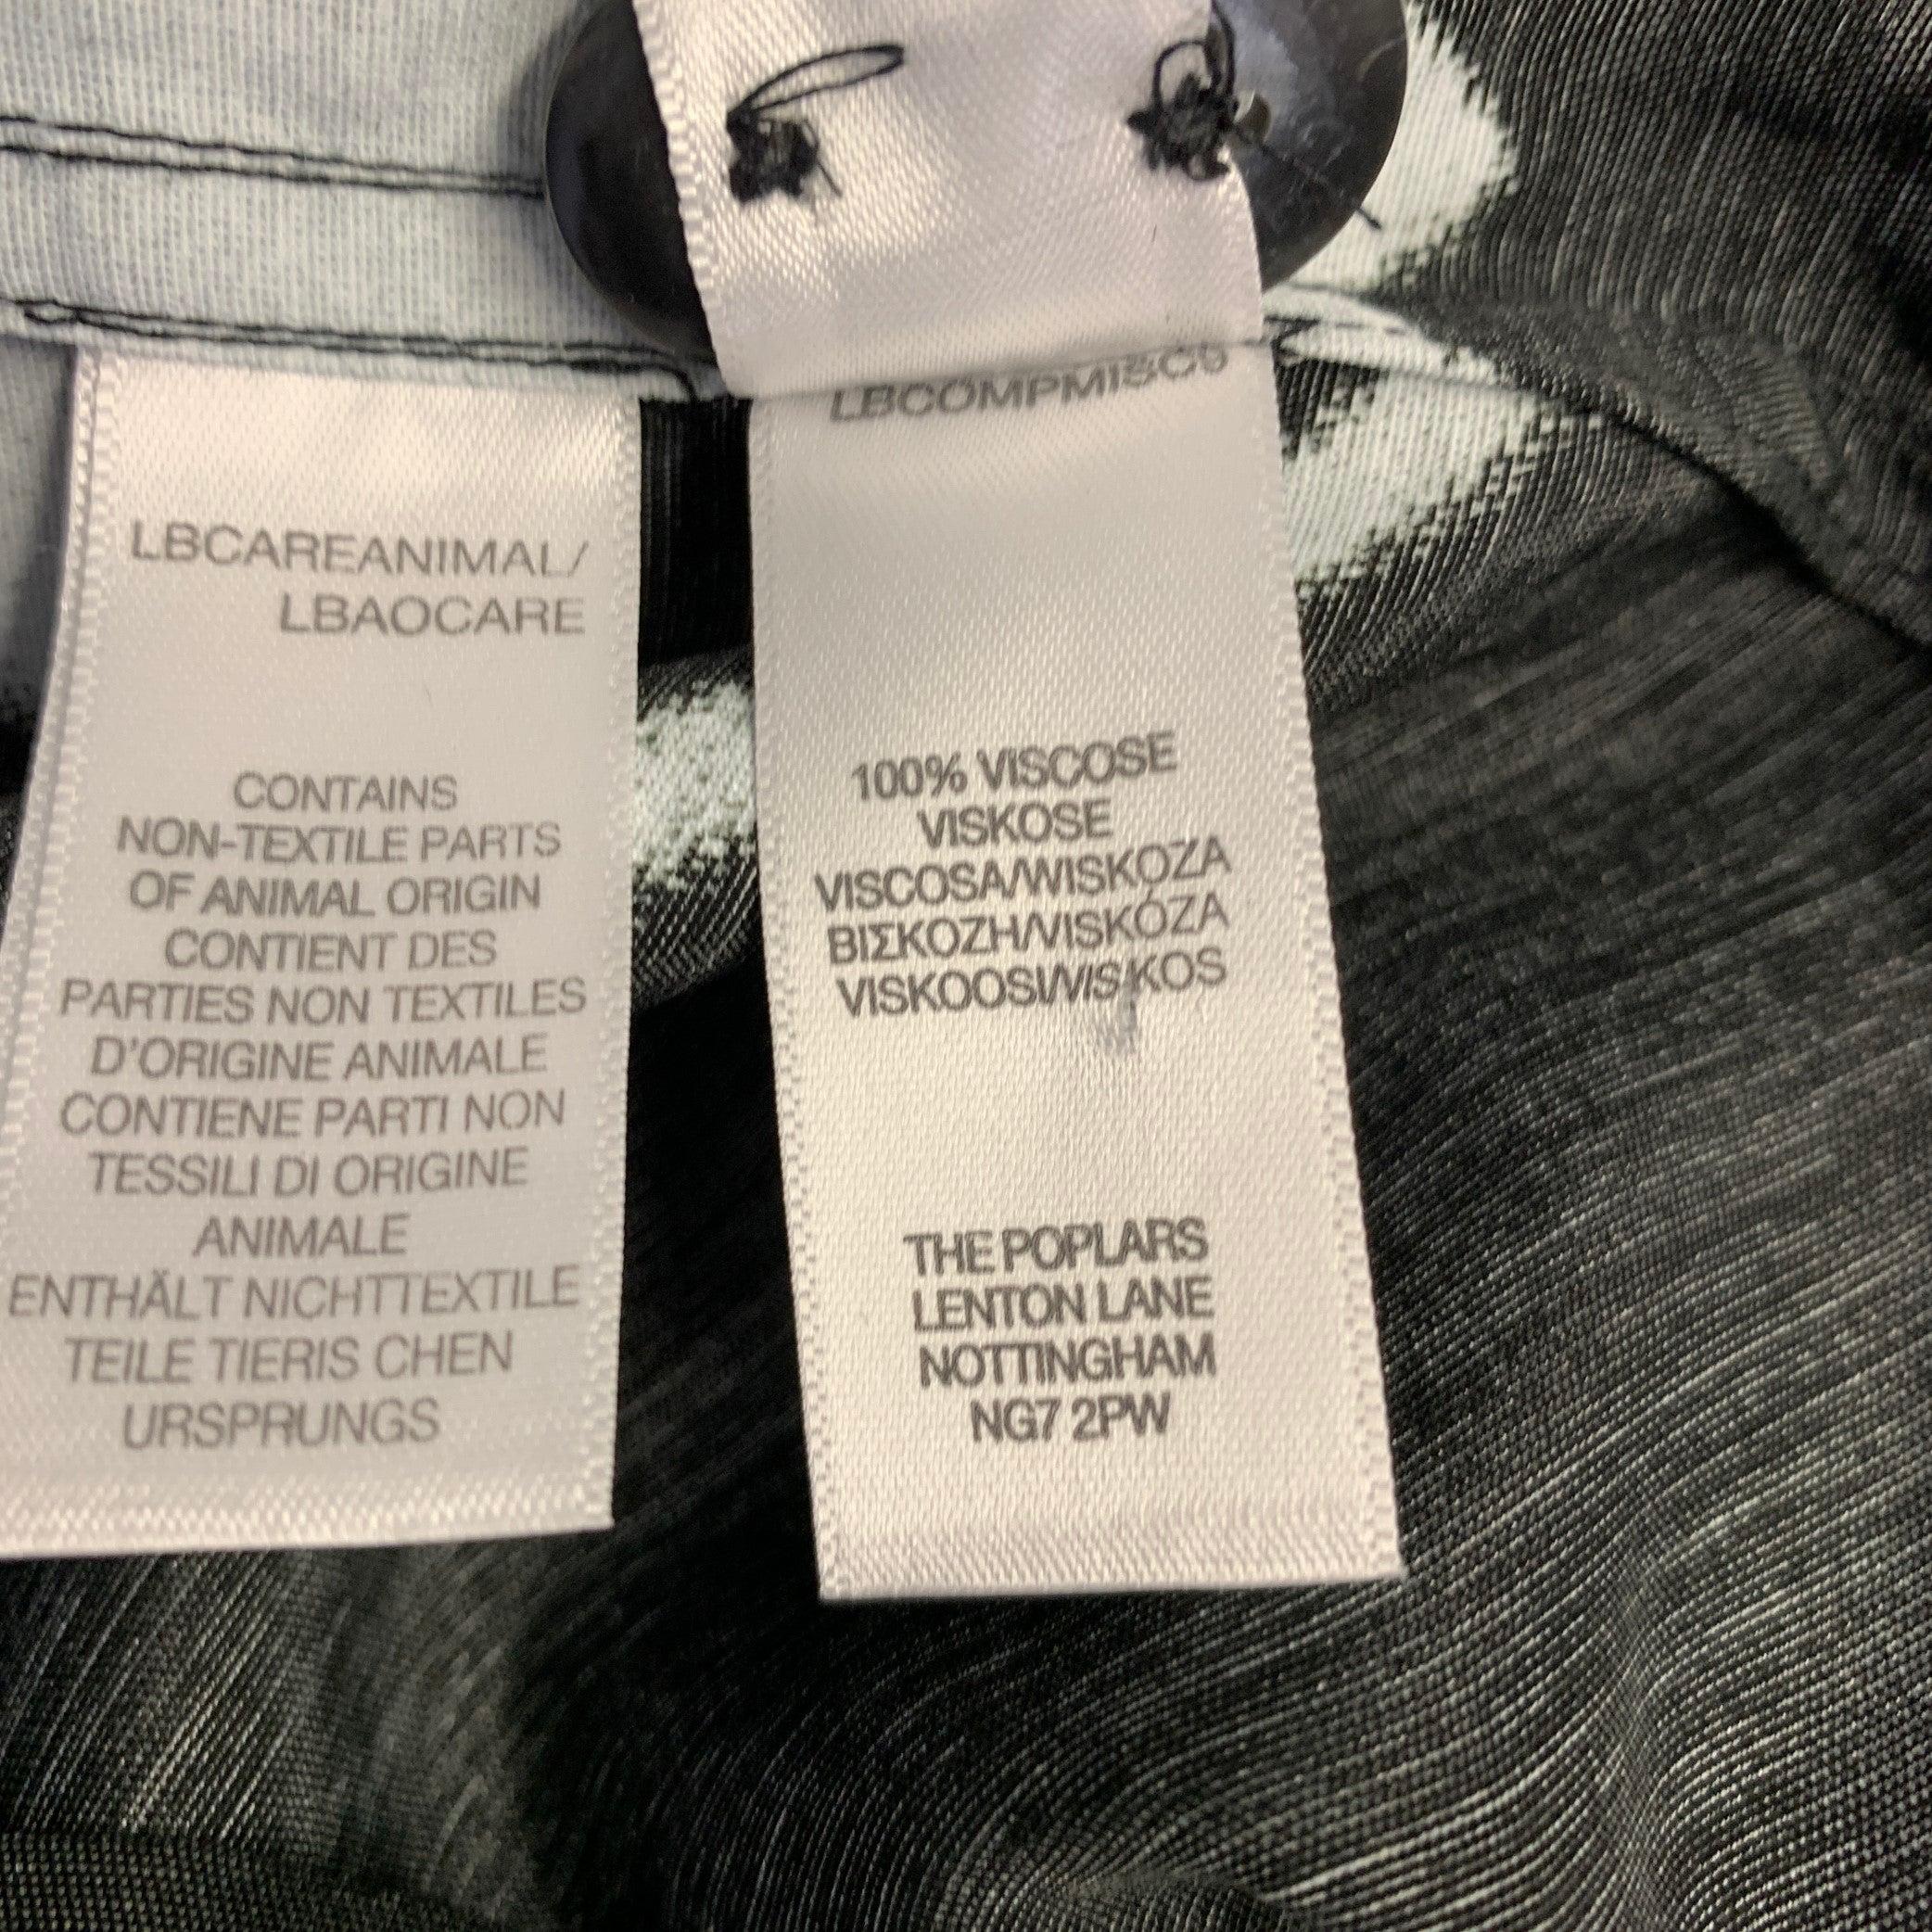 LBCAREANIMAL/
LBAOCARE
CONTAINS
NON-TEXTILE PARTS
OF ANIMAL ORIGIN
CONTIENT DES
PARTIES NON TEXTILES
D'ORIGINE ANIMALE
CONTIENE PARTI NON
TESSILI DI ORIGINE
ANIMALE
ENTHÄLT NICHTTEXTILE
TEILE TIERIS CHEN
URSPRUNGS
100% VISCOSE
VISKOSE
VISCOSA/WISKOZA
ΒΙΣΚΟΖΗ/VISKÓZA
VISKOOSI/VISKOS
THE POPLARS
LENTON LANE
NOTTINGHAM
NG7 2PW